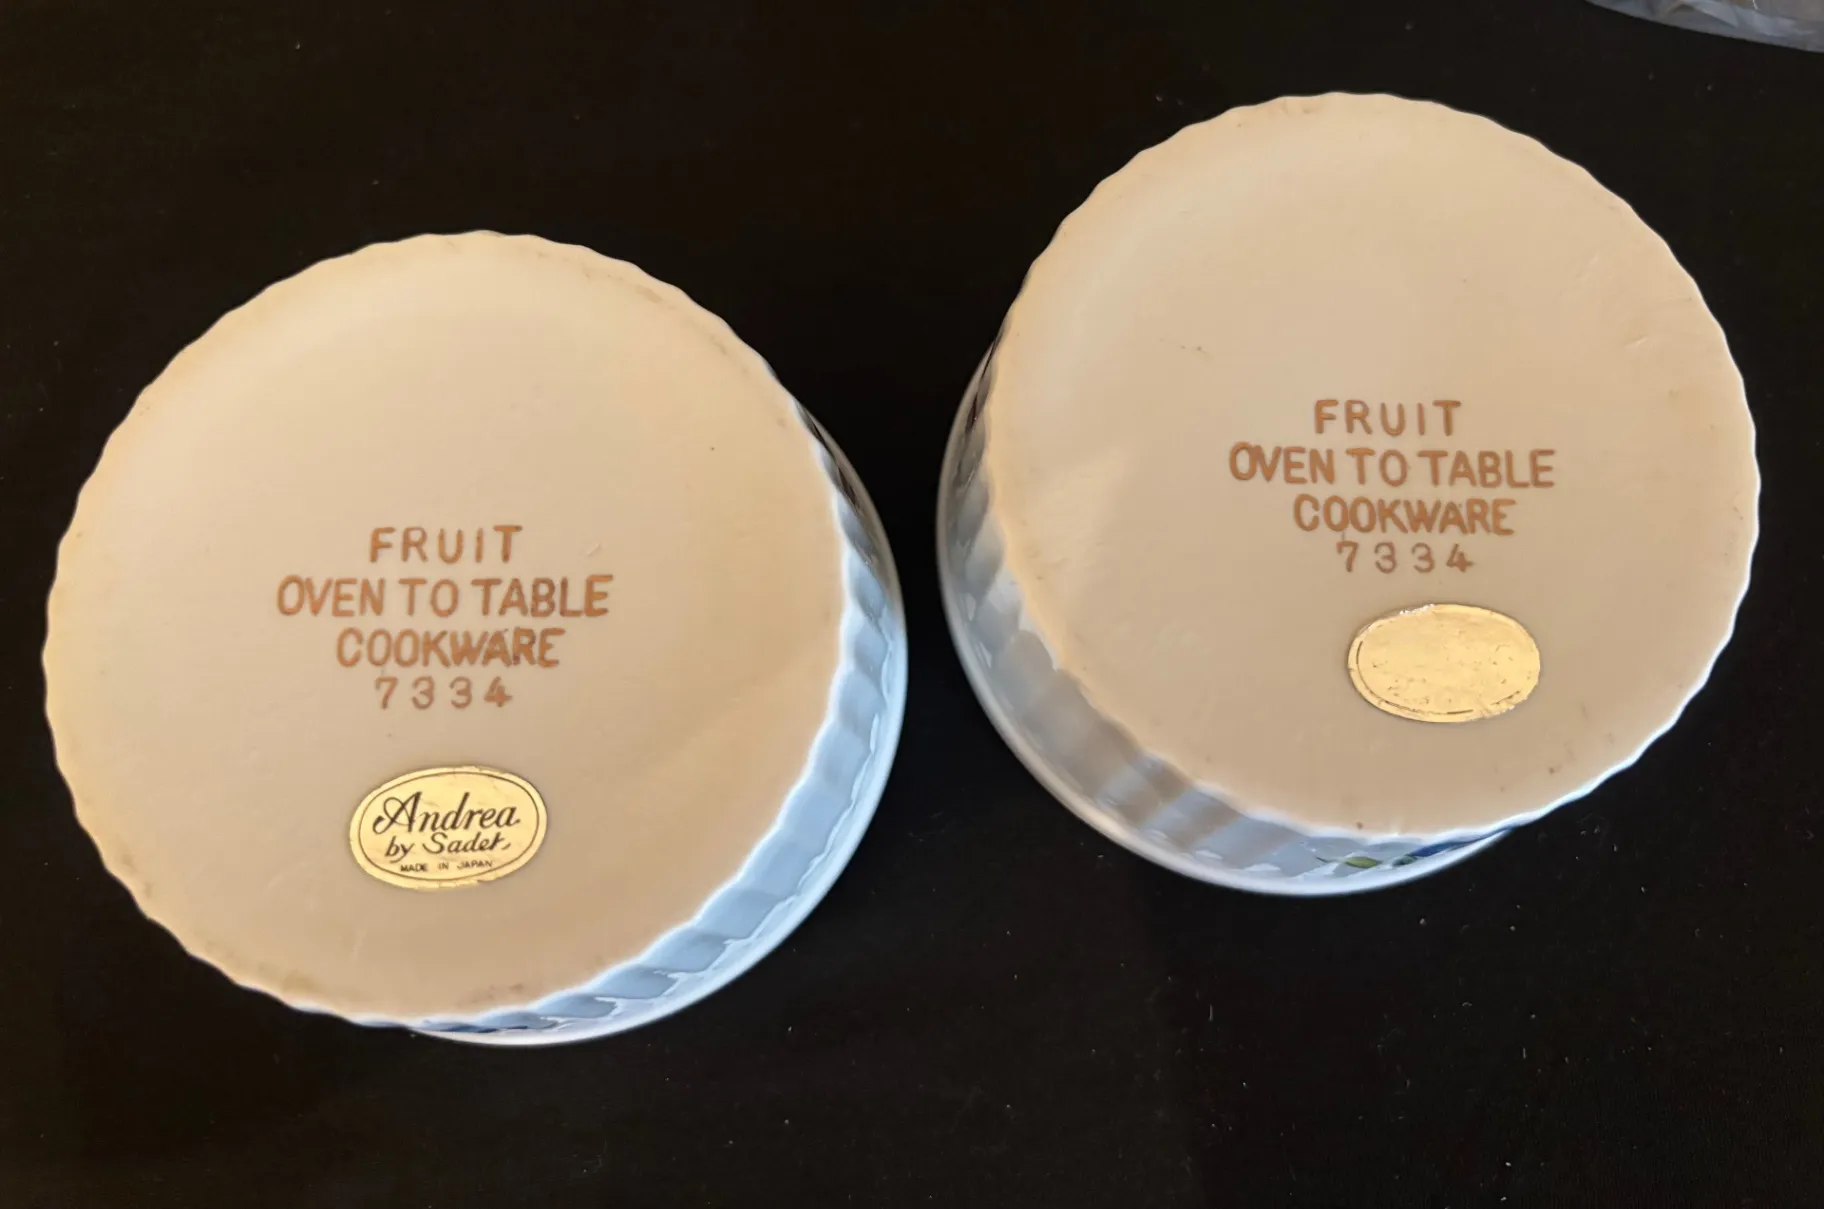 FRUIT
OVEN TO TABLE
COOKWARE
7334
Andrea
by Sadek
MADE IN JAPAN
FRUIT
OVEN TO TABLE
COOKWARE
7334